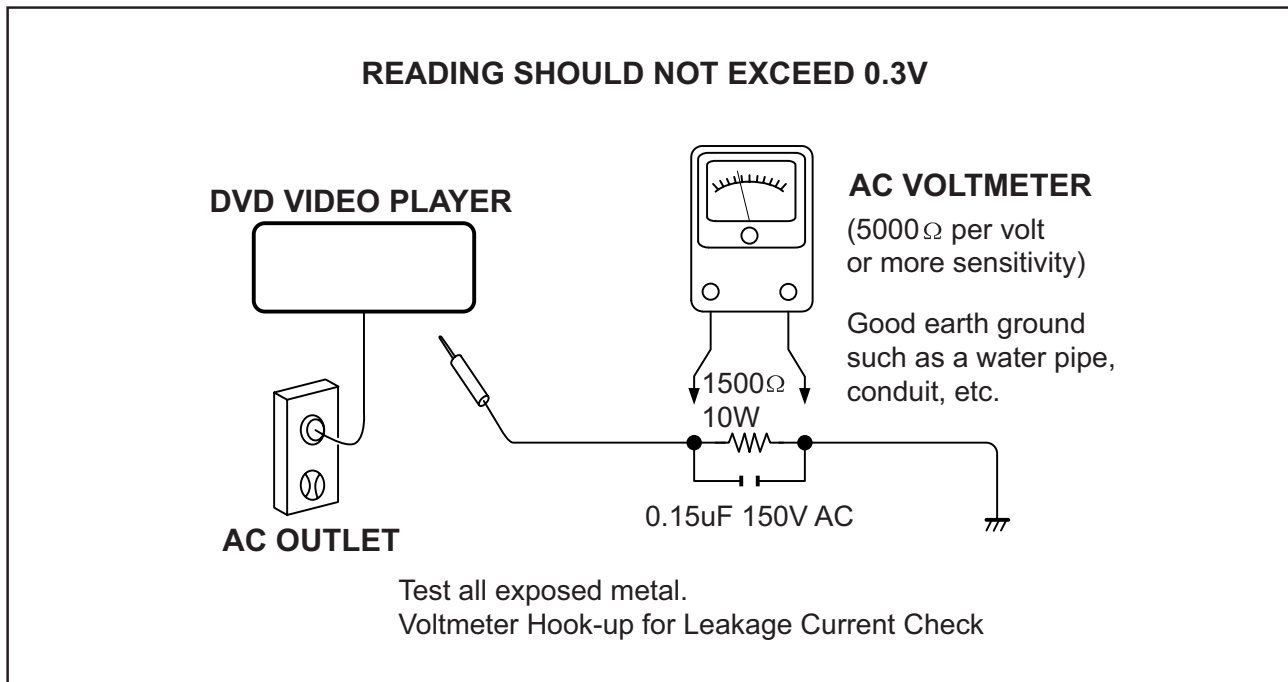 READING SHOULD NOT EXCEED 0.3V
DVD VIDEO PLAYER
AC VOLTMETER
(5000Ω per volt
or more sensitivity)
Good earth ground
such as a water pipe,
conduit, etc.
1500Ω
10W
0.15uF 150V AC
AC OUTLET
Test all exposed metal.
Voltmeter Hook-up for Leakage Current Check